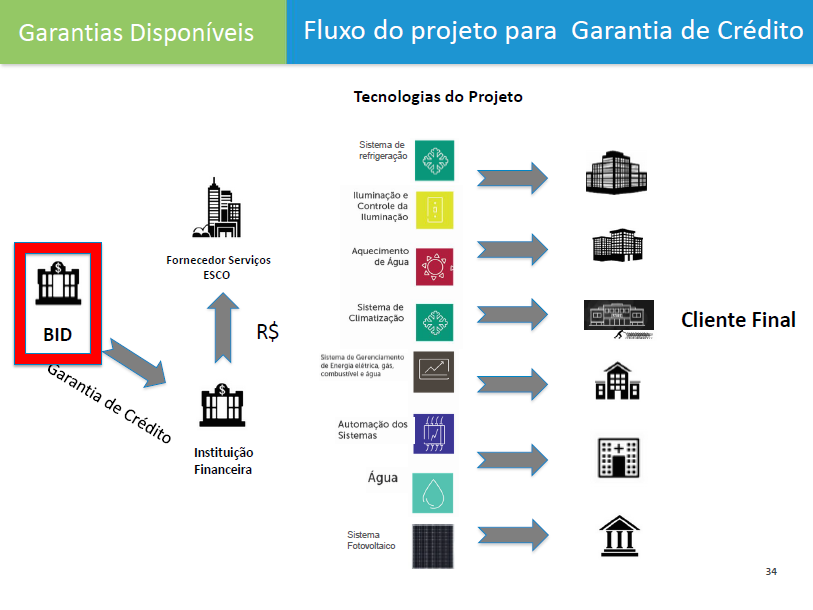 Garantias Disponíveis
Fluxo do projeto para Garantia de Crédito
Tecnologias do Projeto
BID
Garantia de Crédito
Fornecedor Serviços
ESCO
R$
Instituição
Financeira
Sistema de
refrigeração
Iluminação e
Controle da
Iluminação
Aquecimento
de Água
Sistema de
Climatização
Sistema de Gerenciamento
de Energia elétrica, gás,
combustível e água
Automação dos
Sistemas
Água
Sistema
Fotovoltaico
Cliente Final
34